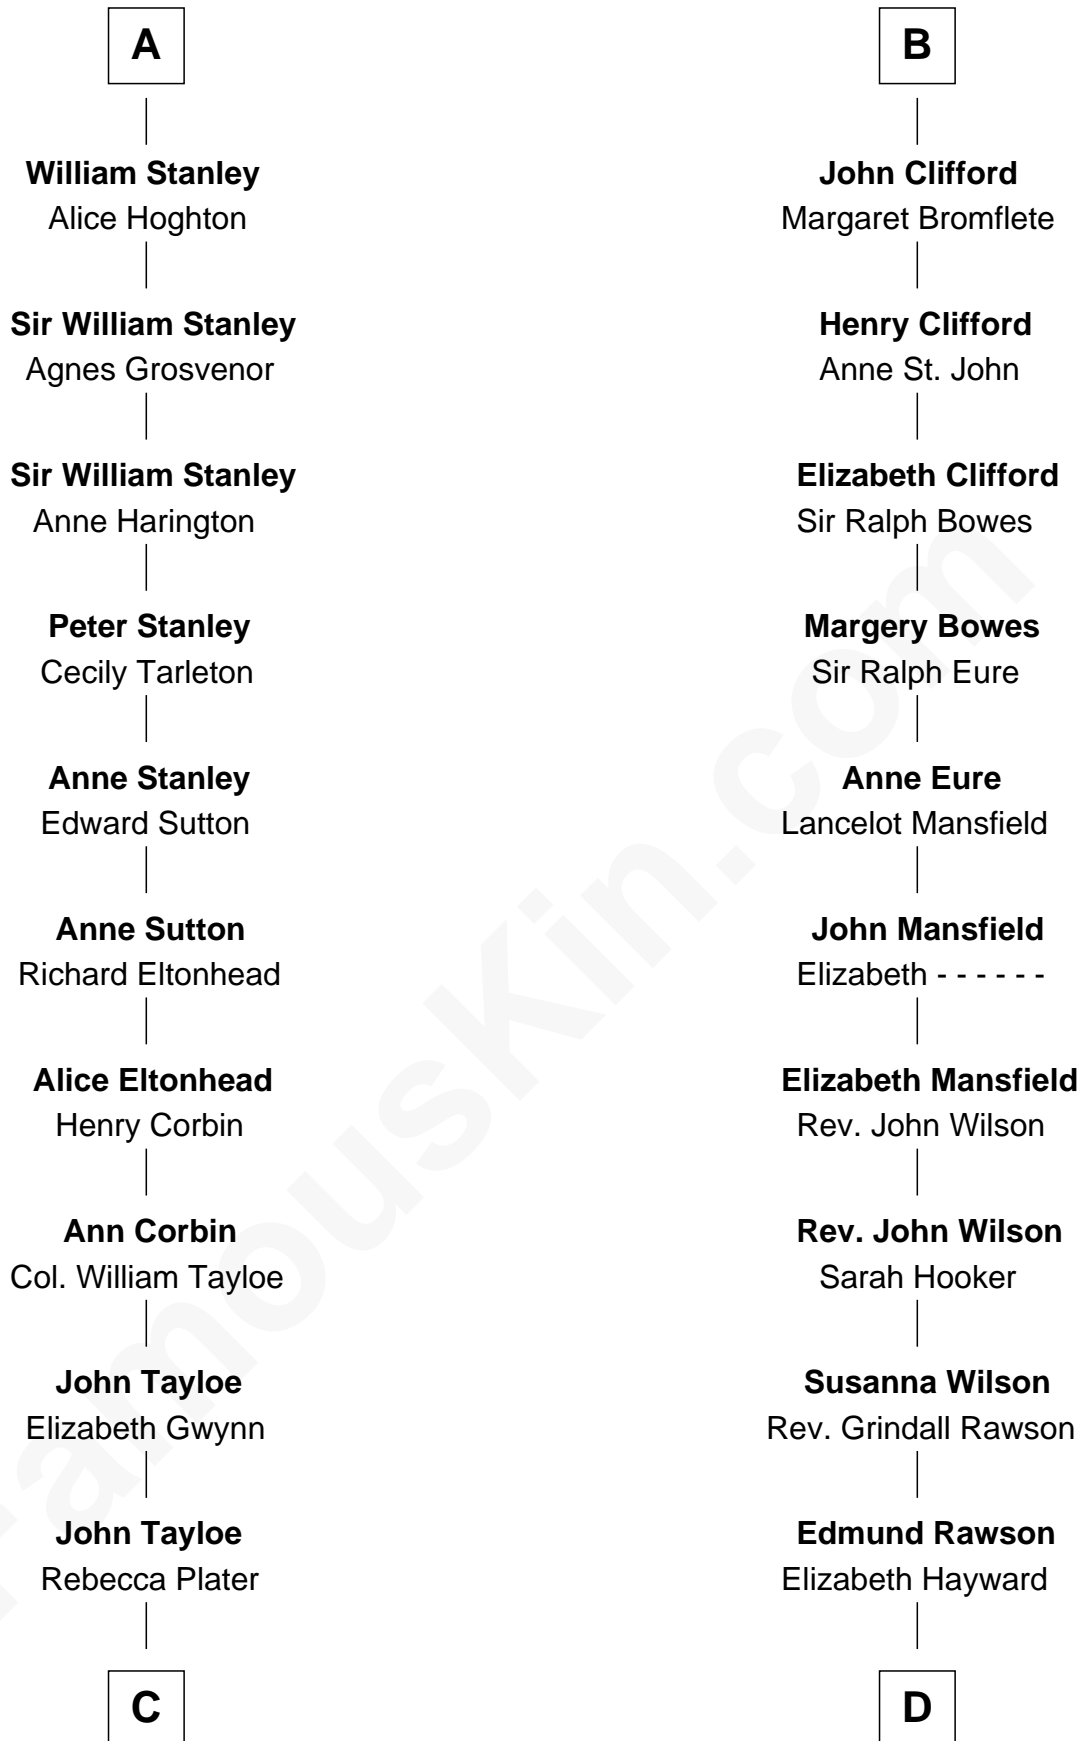 A
William Stanley
Alice Hoghton
Sir William Stanley
Agnes Grosvenor
Sir William Stanley
Anne Harington
Peter Stanley
Cecily Tarleton
Anne Stanley
Edward Sutton
Anne Sutton
Richard Eltonhead
Alice Eltonhead
Henry Corbin
Ann Corbin
Col. William Tayloe
John Tayloe
Elizabeth Gwynn
John Tayloe
Rebecca Plater
C
B
John Clifford
Margaret Bromflete
Henry Clifford
Anne St. John
Elizabeth Clifford
Sir Ralph Bowes
Margery Bowes
Sir Ralph Eure
Anne Eure
Lancelot Mansfield
John Mansfield
Elizabeth - - - - - -
Elizabeth Mansfield
Rev. John Wilson
Rev. John Wilson
Sarah Hooker
Susanna Wilson
Rev. Grindall Rawson
Edmund Rawson
Elizabeth Hayward
D
FamousKin.com